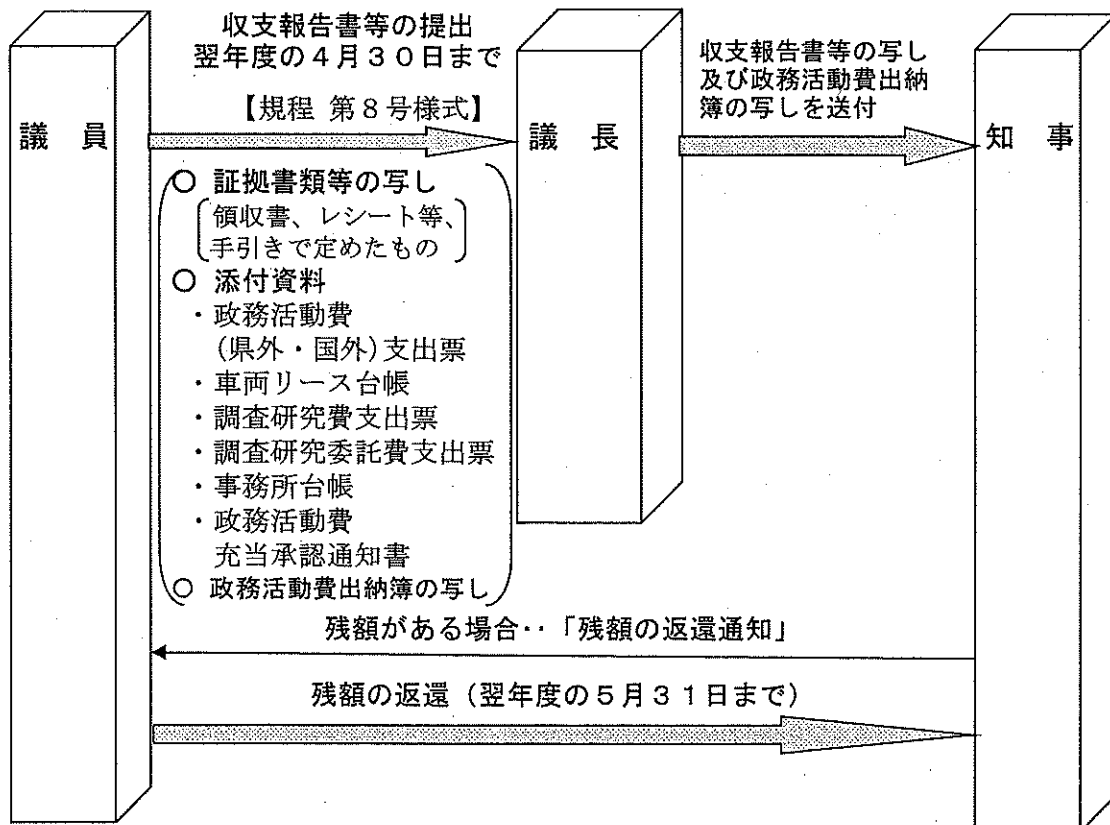 収支報告書等の提出
翌年度の4月30日まで
【規程 第8号様式】
議 員
議 長
収支報告書等の写し
及び政務活動費出納
簿の写しを送付
知 事
○ 証拠書類等の写し
領収書、レシート等、
手引きで定めたもの
○ 添付資料
・政務活動費
(県外・国外)支出票
・車両リース台帳
・調査研究費支出票
・調査研究委託費支出票
・事務所台帳
・政務活動費
充当承認通知書
○ 政務活動費出納簿の写し
残額がある場合‥「残額の返還通知」
残額の返還（翌年度の5月31日まで）